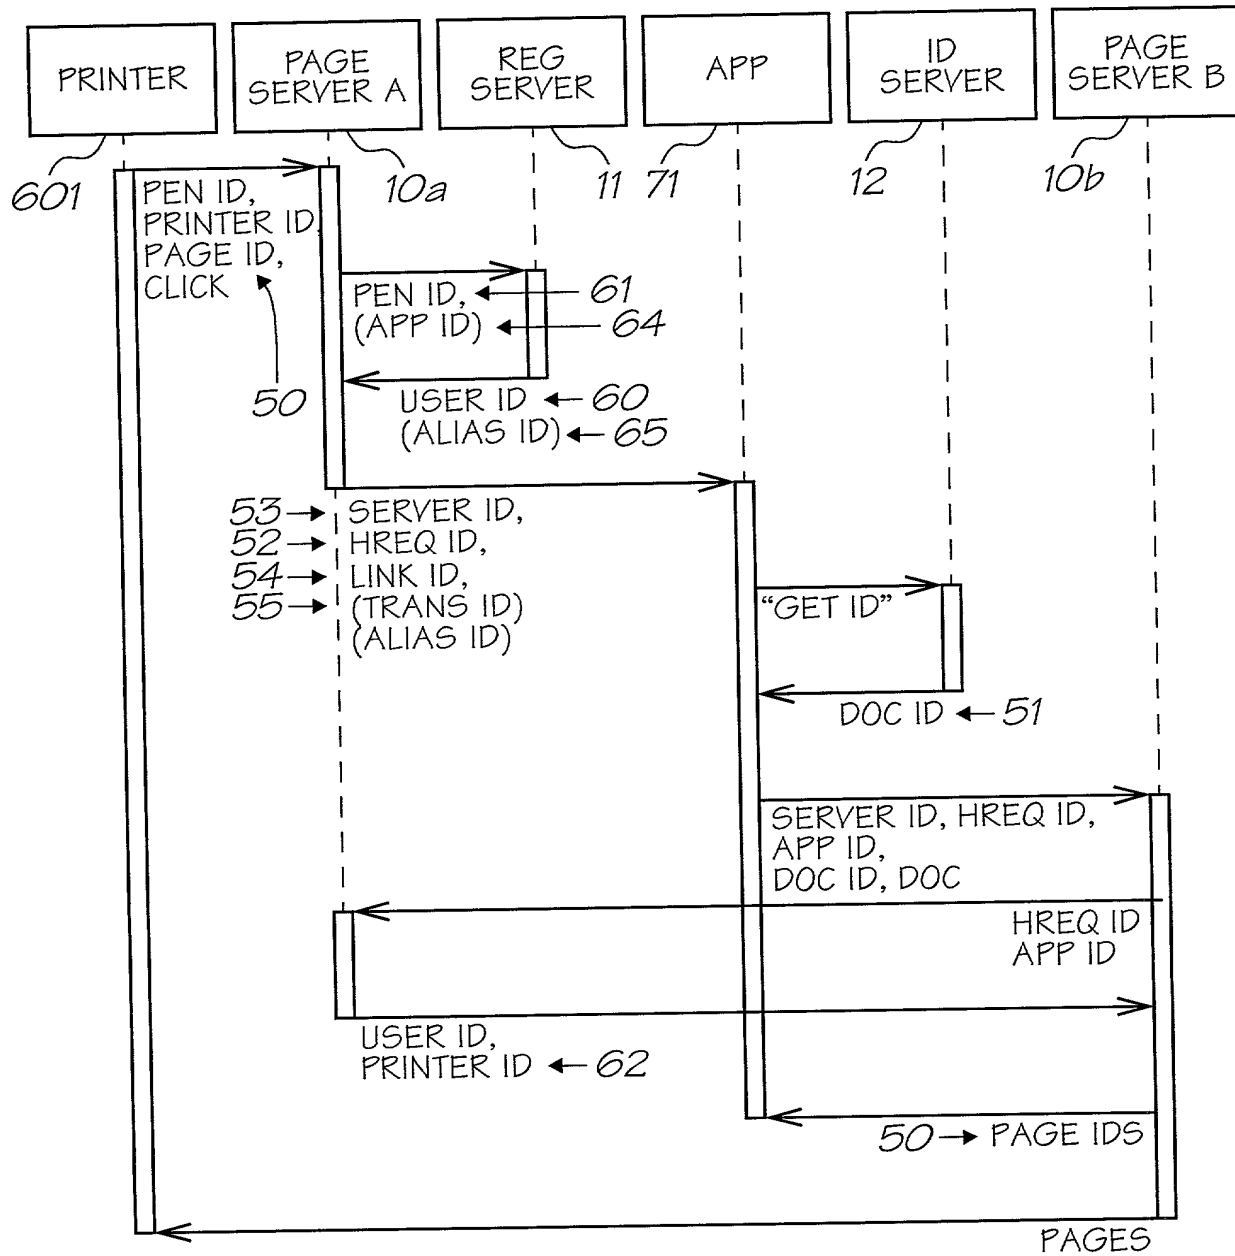 PRINTER
PAGE
SERVER A
REG
SERVER
APP
ID
SERVER
PAGE
SERVER B
601
10a
11
71
12
10b
PEN ID,
PRINTER ID,
PAGE ID,
CLICK
50
PEN ID, 61
(APP ID) 64
USER ID 60
(ALIAS ID) 65
53 SERVER ID,
52 HREQ ID,
54 LINK ID,
55 (TRANS ID)
(ALIAS ID)
“GET ID”
DOC ID 51
SERVER ID, HREQ ID,
APP ID,
DOC ID, DOC
HREQ ID
APP ID
USER ID,
PRINTER ID 62
50 PAGE IDS
PAGES